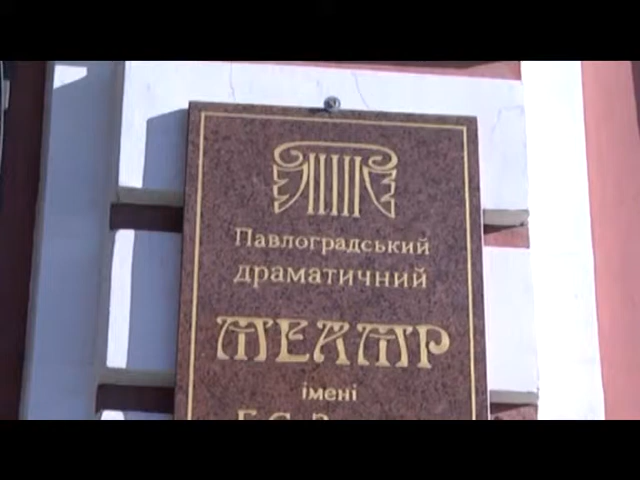 Павлоградський
драматичний
ТЕАТР
імені